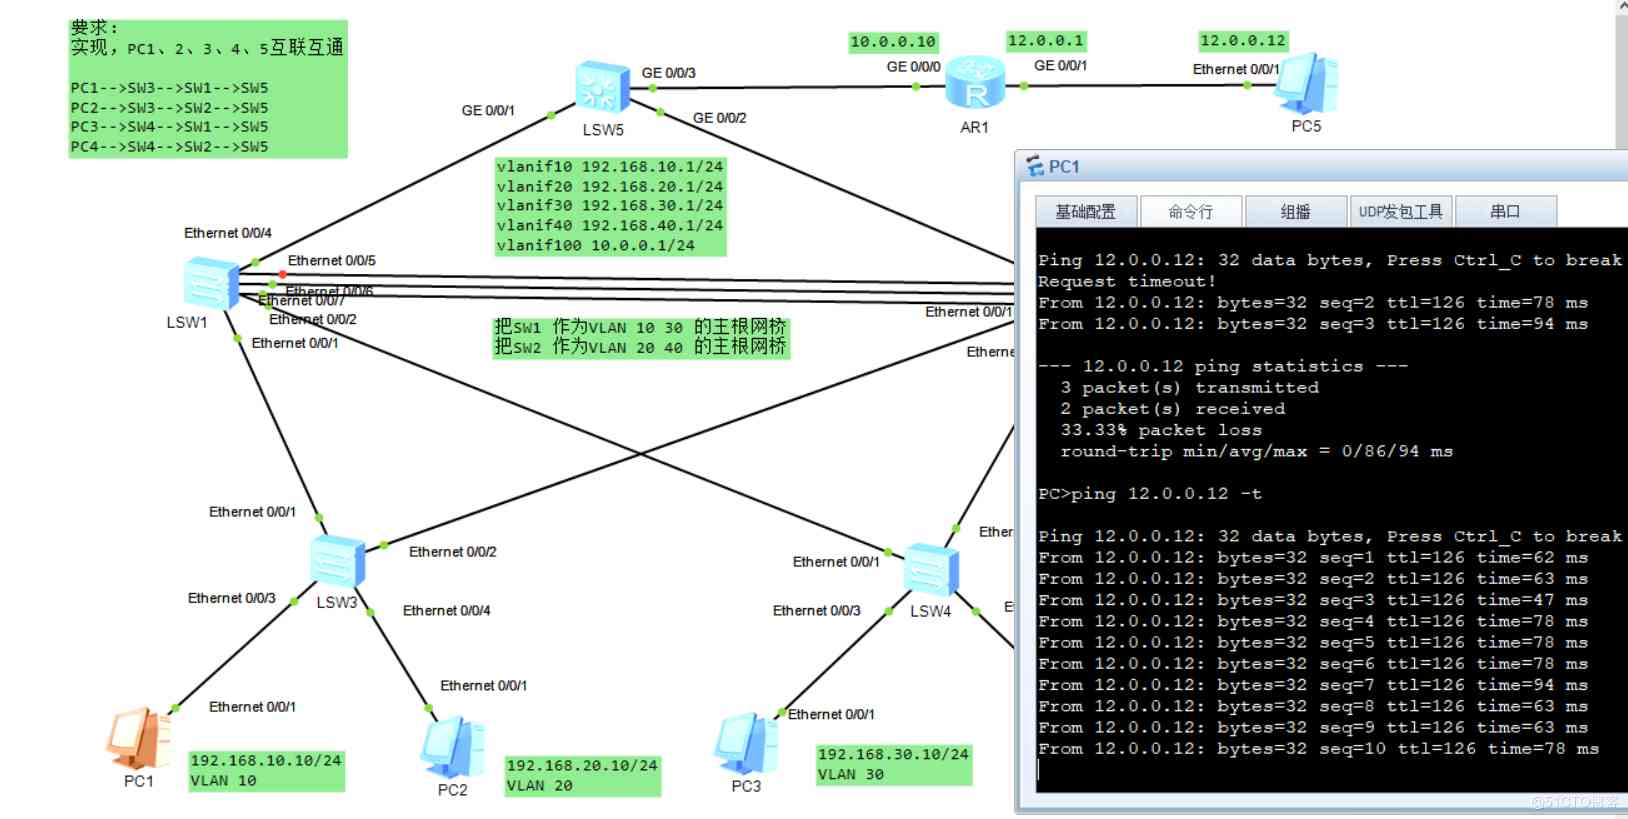 要求:
实现，PC1、2、3、4、5互联互通
PC1-->SW3-->SW1-->SW5
PC2-->SW3-->SW2-->SW5
PC3-->SW4-->SW1-->SW5
PC4-->SW4-->SW2-->SW5
10.0.0.10
12.0.0.1
12.0.0.12
GE 0/0/3
GE 0/0/0
GE 0/0/1
Ethernet 0/0/1
GE 0/0/1
GE 0/0/2
LSW5
AR1
PC5
vlanif10 192.168.10.1/24
vlanif20 192.168.20.1/24
vlanif30 192.168.30.1/24
vlanif40 192.168.40.1/24
vlanif100 10.0.0.1/24
Ethernet 0/0/4
Ethernet 0/0/5
Ethernet 0/0/6
Ethernet 0/0/7
Ethernet 0/0/2
LSW1
Ethernet 0/0/1
Ethernet 0/0/1
Etherne
把SW1 作为VLAN 10 30 的主根网桥
把SW2 作为VLAN 20 40 的主根网桥
Ethernet 0/0/1
Ethernet 0/0/2
LSW3
Ethernet 0/0/3
Ethernet 0/0/4
Ether
Ethernet 0/0/1
LSW4
Ethernet 0/0/3
Ethernet 0/0/1
Ethernet 0/0/1
Ethernet 0/0/1
PC1
192.168.10.10/24
VLAN 10
PC2
192.168.20.10/24
VLAN 20
PC3
192.168.30.10/24
VLAN 30
PC1
基础配置
命令行
组播
UDP发包工具
串口
Ping 12.0.0.12: 32 data bytes, Press Ctrl_C to break
Request timeout!
From 12.0.0.12: bytes=32 seq=2 ttl=126 time=78 ms
From 12.0.0.12: bytes=32 seq=3 ttl=126 time=94 ms
--- 12.0.0.12 ping statistics ---
3 packet(s) transmitted
2 packet(s) received
33.33% packet loss
round-trip min/avg/max = 0/86/94 ms
PC>ping 12.0.0.12 -t
Ping 12.0.0.12: 32 data bytes, Press Ctrl_C to break
From 12.0.0.12: bytes=32 seq=1 ttl=126 time=62 ms
From 12.0.0.12: bytes=32 seq=2 ttl=126 time=63 ms
From 12.0.0.12: bytes=32 seq=3 ttl=126 time=47 ms
From 12.0.0.12: bytes=32 seq=4 ttl=126 time=78 ms
From 12.0.0.12: bytes=32 seq=5 ttl=126 time=78 ms
From 12.0.0.12: bytes=32 seq=6 ttl=126 time=78 ms
From 12.0.0.12: bytes=32 seq=7 ttl=126 time=94 ms
From 12.0.0.12: bytes=32 seq=8 ttl=126 time=63 ms
From 12.0.0.12: bytes=32 seq=9 ttl=126 time=63 ms
From 12.0.0.12: bytes=32 seq=10 ttl=126 time=78 ms
@51CTO博客